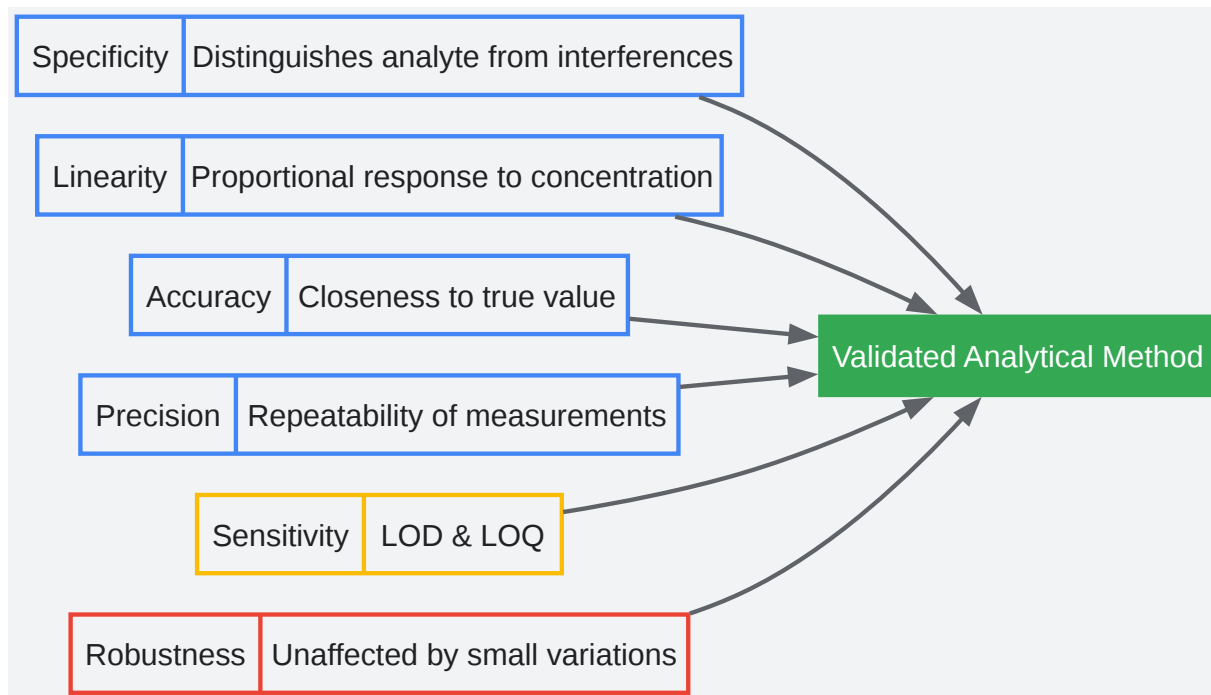 Specificity
Distinguishes analyte from interferences
Linearity
Proportional response to concentration
Accuracy
Closeness to true value
Validated Analytical Method
Precision
Repeatability of measurements
Sensitivity
LOD & LOQ
Robustness
Unaffected by small variations